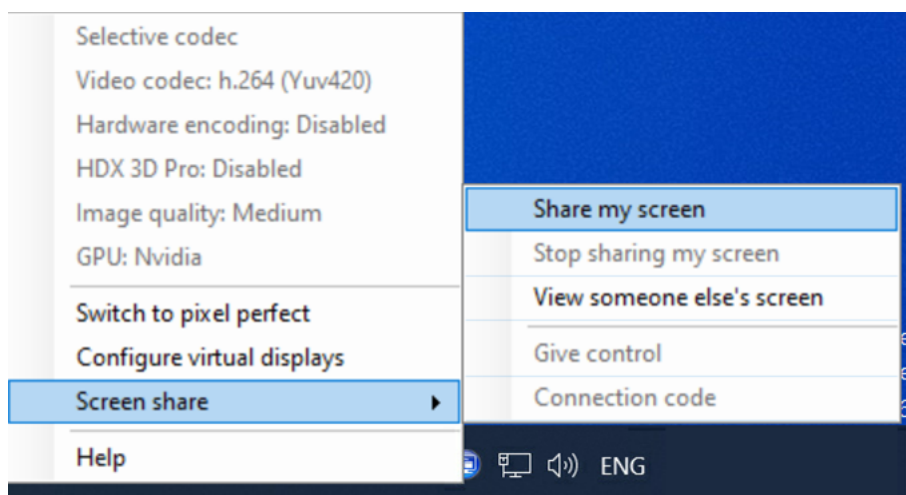 Selective codec
Video codec: h.264 (Yuv420)
Hardware encoding: Disabled
HDX 3D Pro: Disabled
Image quality: Medium
GPU: Nvidia
Switch to pixel perfect
Configure virtual displays
Screen share
Help
Share my screen
Stop sharing my screen
View someone else's screen
Give control
Connection code
ENG